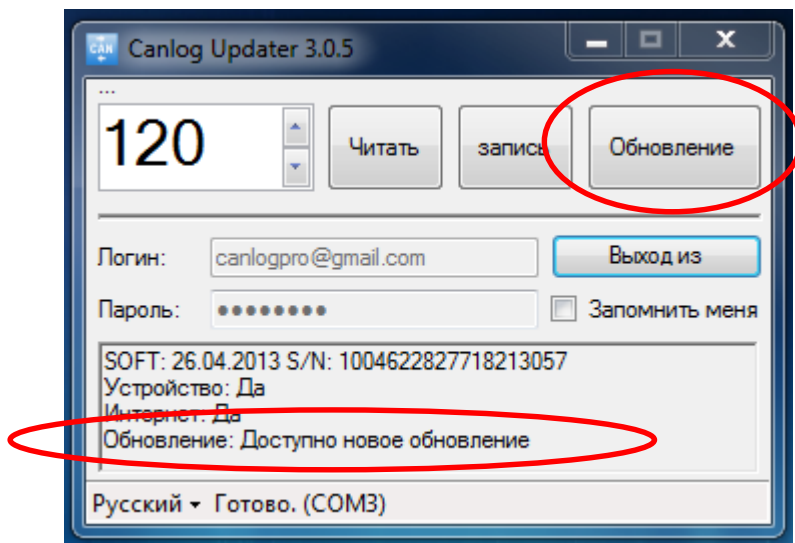 CAN Canlog Updater 3.0.5
...
120 Читать запись Обновление
Логин: canlogpro@gmail.com Выход из
Пароль: ●●●●●●●● Запомнить меня
SOFT: 26.04.2013 S/N: 1004622827718213057
Устройство: Да
Интернет: Да
Обновление: Доступно новое обновление
Русский Готово. (COM3)